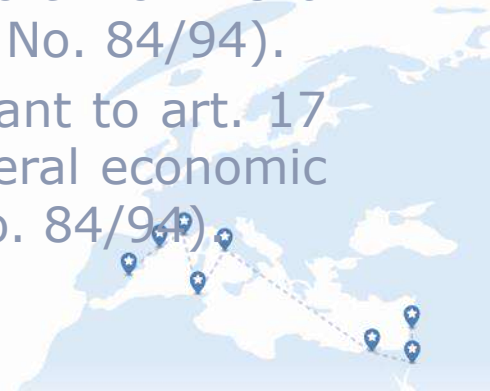 No. 84/94).
ant to art. 17
eral economic
o. 84/94).